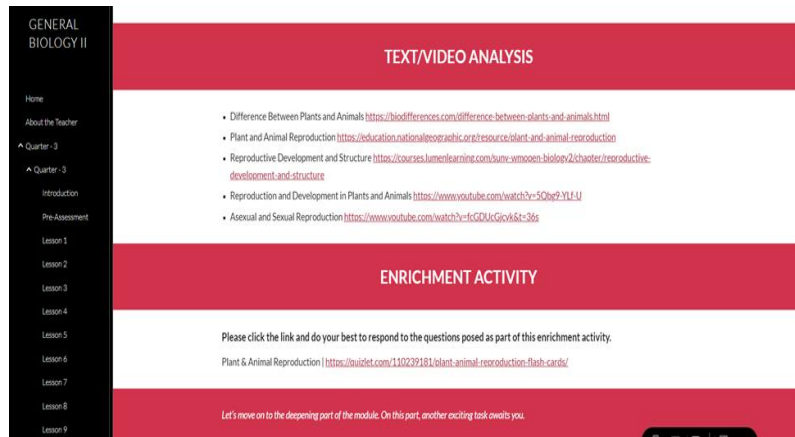 GENERAL
BIOLOGY II
Home
About the Teacher
Quarter - 3
Quarter - 3
Introduction
Pre-Assessment
Lesson 1
Lesson 2
Lesson 3
Lesson 4
Lesson 5
Lesson 6
Lesson 7
Lesson 8
Lesson 9
TEXT/VIDEO ANALYSIS
• Difference Between Plants and Animals https://biodifferences.com/difference-between-plants-and-animals.html
• Plant and Animal Reproduction https://education.nationalgeographic.org/resource/plant-and-animal-reproduction
• Reproductive Development and Structure https://courses.lumenlearning.com/suny-wmopen-biology2/chapter/reproductive-
development-and-structure
• Reproduction and Development in Plants and Animals https://www.youtube.com/watch?v=5Qbg9-YLf-U
• Asexual and Sexual Reproduction https://www.youtube.com/watch?v=fcGDUcGjcvk&t=36s
ENRICHMENT ACTIVITY
Please click the link and do your best to respond to the questions posed as part of this enrichment activity.
Plant & Animal Reproduction | https://quizlet.com/110239181/plant-animal-reproduction-flash-cards/
Let's move on to the deepening part of the module. On this part, another exciting task awaits you.